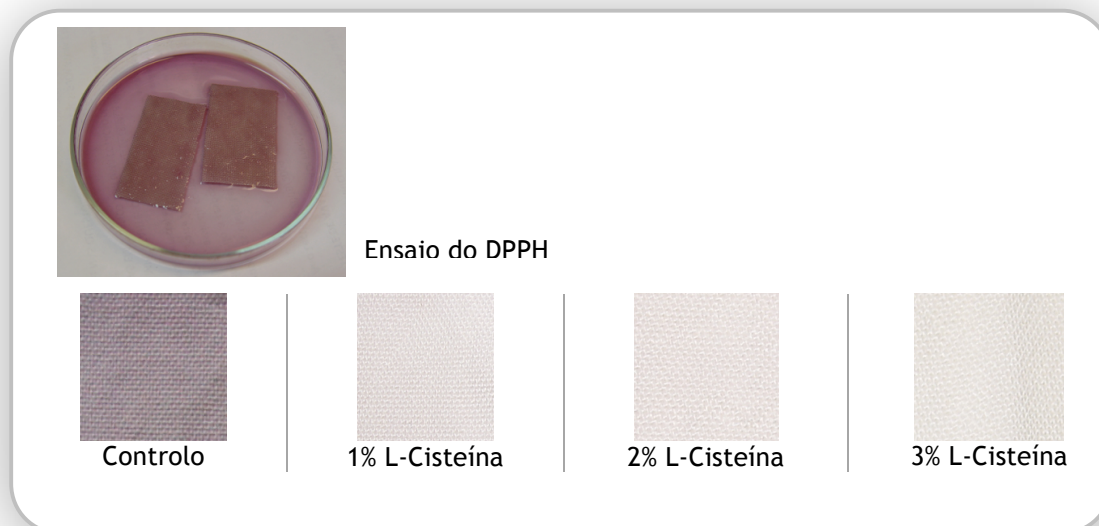 Ensaio do DPPH
Controlo
1% L-Cisteína
2% L-Cisteína
3% L-Cisteína